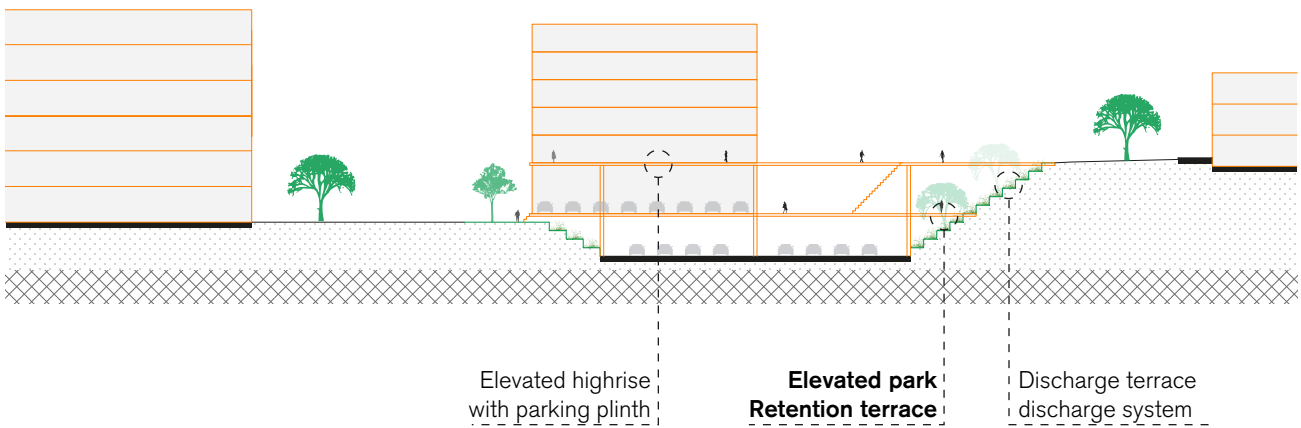 Elevated highrise
with parking plinth
Elevated park
Retention terrace
Discharge terrace
discharge system